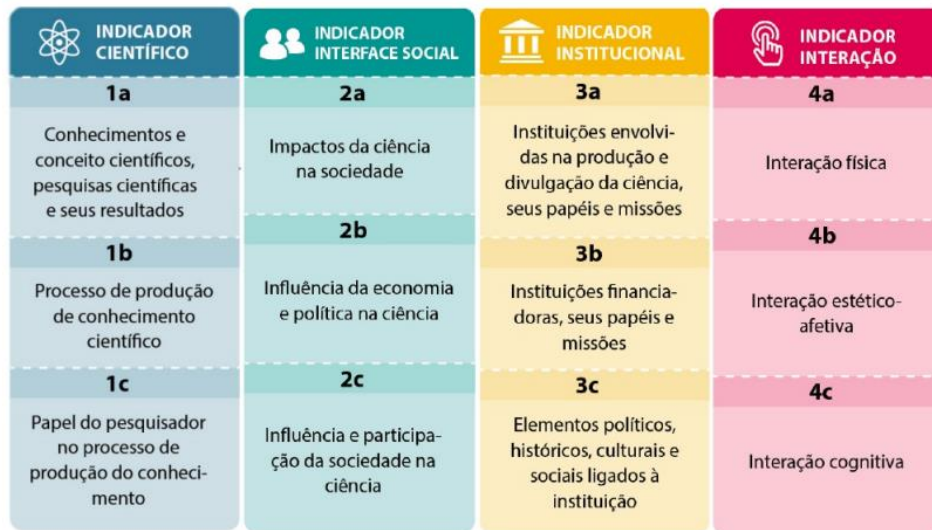 INDICADOR
CIENTÍFICO
1a
Conhecimentos e
conceito científicos,
pesquisas científicas
e seus resultados
1b
Processo de produção
de conhecimento
científico
1c
Papel do pesquisador
no processo de
produção do conheci-
mento
INDICADOR
INTERFACE SOCIAL
2a
Impactos da ciência
na sociedade
2b
Influência da economia
e política na ciência
2c
Influência e participa-
ção da sociedade na
ciência
INDICADOR
INSTITUCIONAL
3a
Instituições envolvi-
das na produção e
divulgação da ciência,
seus papéis e missões
3b
Instituições financia-
doras, seus papéis e
missões
3c
Elementos políticos,
históricos, culturais e
sociais ligados à
instituição
INDICADOR
INTERAÇÃO
4a
Interação física
4b
Interação estético-
afetiva
4c
Interação cognitiva